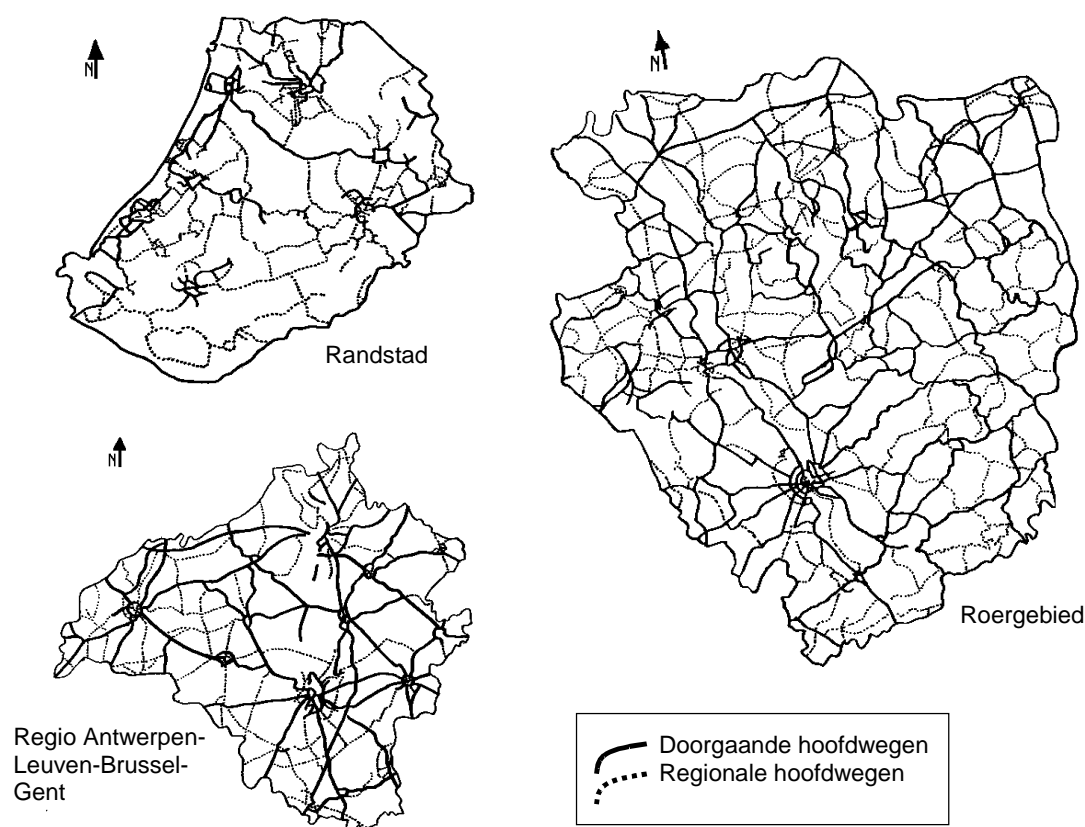 N
N
Randstad
N
Roergebied
Regio Antwerpen-
Leuven-Brussel-
Gent
Doorgaande hoofdwegen
Regionale hoofdwegen